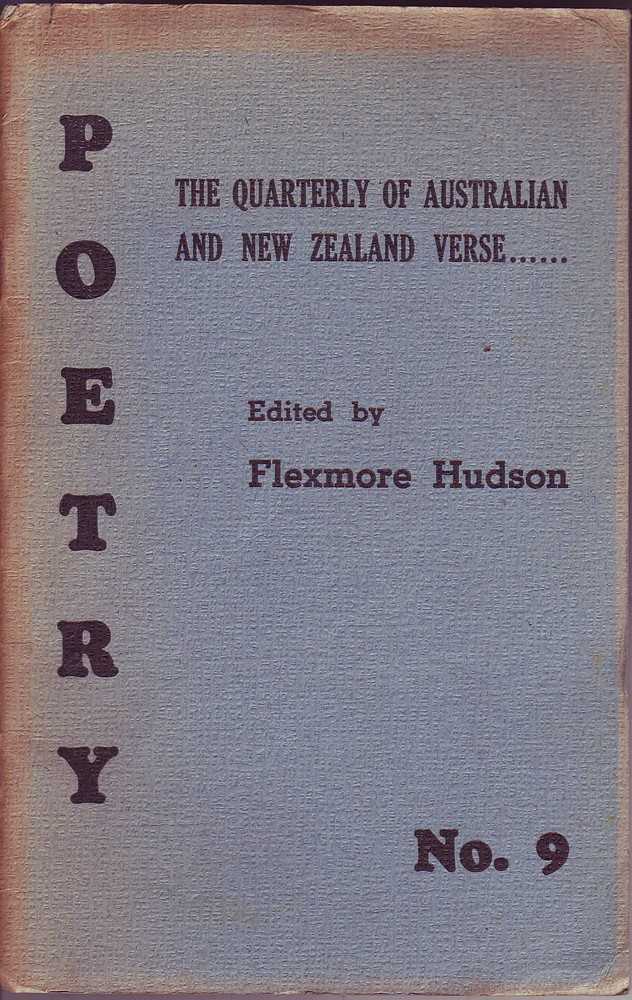 POETRY
THE QUARTERLY OF AUSTRALIAN
AND NEW ZEALAND VERSE......
Edited by
Flexmore Hudson
No. 9